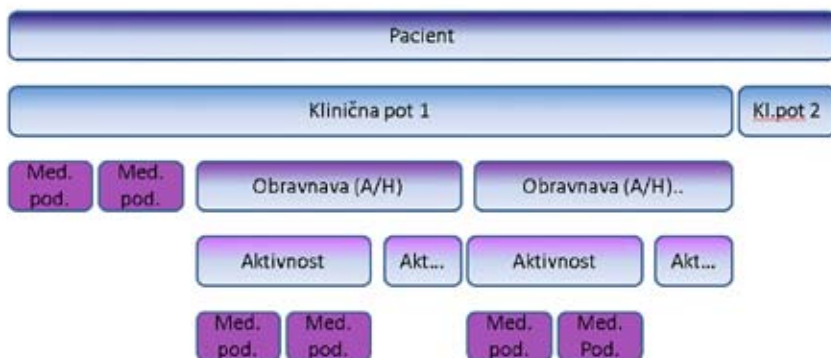 Pacient
Klinična pot 1
Kl.pot 2
Med.
pod.
Med.
pod.
Obravnava (A/H)
Obravnava (A/H)..
Aktivnost
Akt...
Aktivnost
Akt...
Med.
pod.
Med.
pod.
Med.
pod.
Med.
Pod.